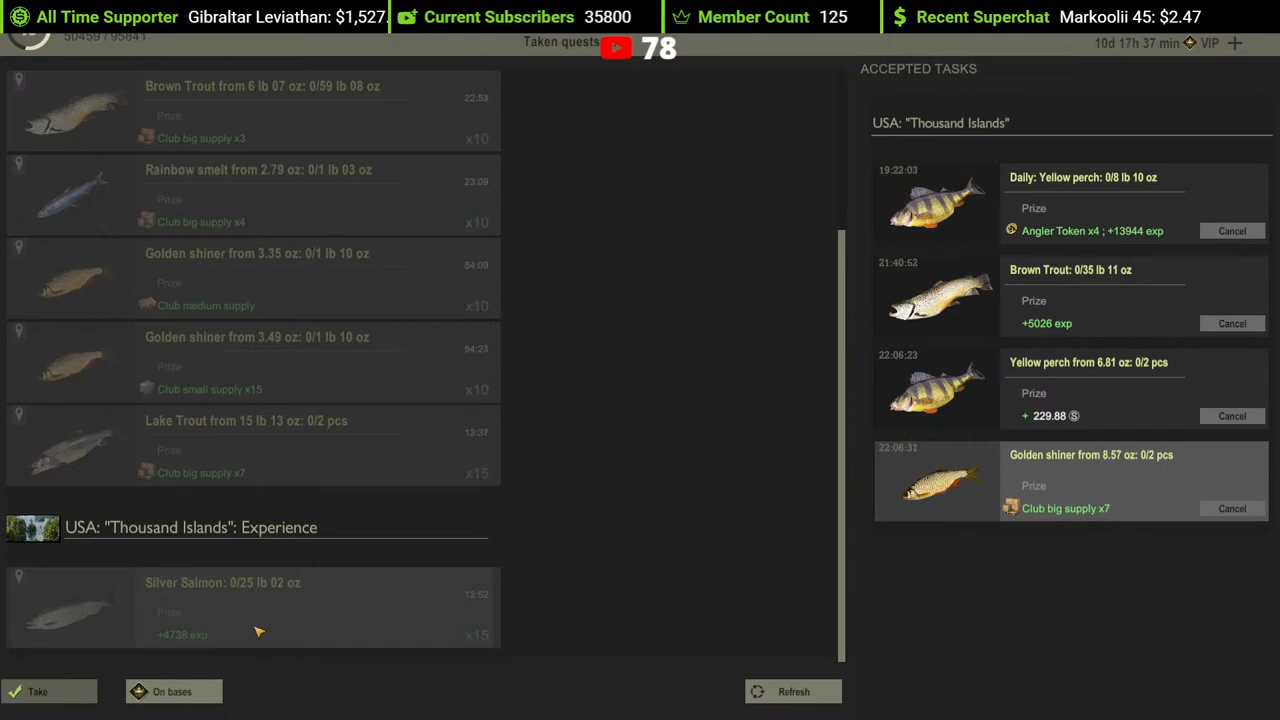 All Time Supporter Gibraltar Leviathan: $1,527.
Current Subscribers 35800
Member Count 125
Recent Superchat Markoolii 45: $2.47
50459 / 95841
Taken quests
78
10d 17h 37 min VIP
ACCEPTED TASKS
Brown Trout from 6 lb 07 oz: 0/59 lb 08 oz
22:53
Prize
Club big supply x3
x10
Rainbow smelt from 2.79 oz: 0/1 lb 03 oz
23:09
Prize
Club big supply x4
x10
Golden shiner from 3.35 oz: 0/1 lb 10 oz
54:09
Prize
Club medium supply
x10
Golden shiner from 3.49 oz: 0/1 lb 10 oz
54:23
Prize
Club small supply x15
x10
Lake Trout from 15 lb 13 oz: 0/2 pcs
13:37
Prize
Club big supply x7
x15
USA: "Thousand Islands": Experience
Silver Salmon: 0/25 lb 02 oz
12:52
Prize
+4738 exp
x15
Take
On bases
Refresh
USA: "Thousand Islands"
19:22:03
Daily: Yellow perch: 0/8 lb 10 oz
Prize
Angler Token x4 ; +13944 exp
Cancel
21:40:52
Brown Trout: 0/35 lb 11 oz
Prize
+5026 exp
Cancel
22:06:23
Yellow perch from 6.81 oz: 0/2 pcs
Prize
+ 229.88 S
Cancel
22:06:31
Golden shiner from 8.57 oz: 0/2 pcs
Prize
Club big supply x7
Cancel